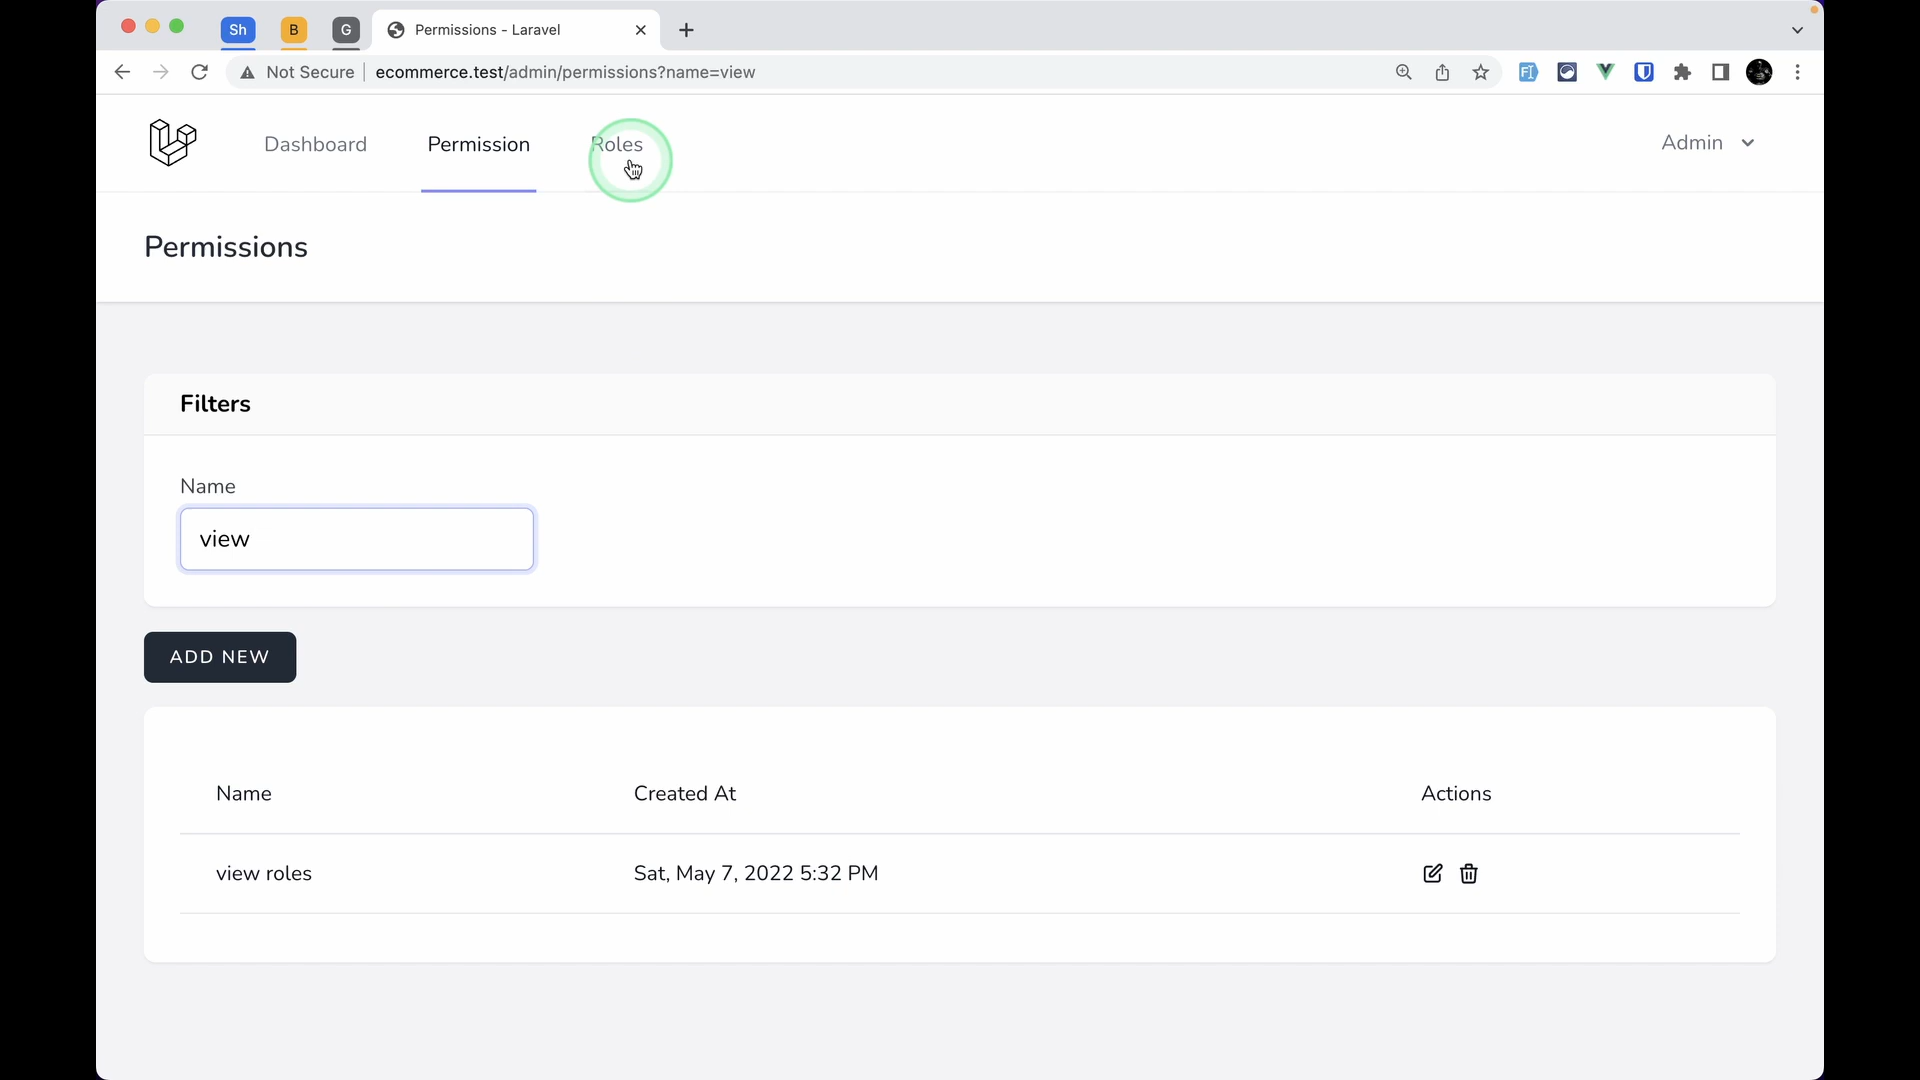 Sh B G Permissions - Laravel
Not Secure ecommerce.test/admin/permissions?name=view
Dashboard Permission Roles Admin
Permissions
Filters
Name
view
ADD NEW
Name Created At Actions
view roles Sat, May 7, 2022 5:32 PM